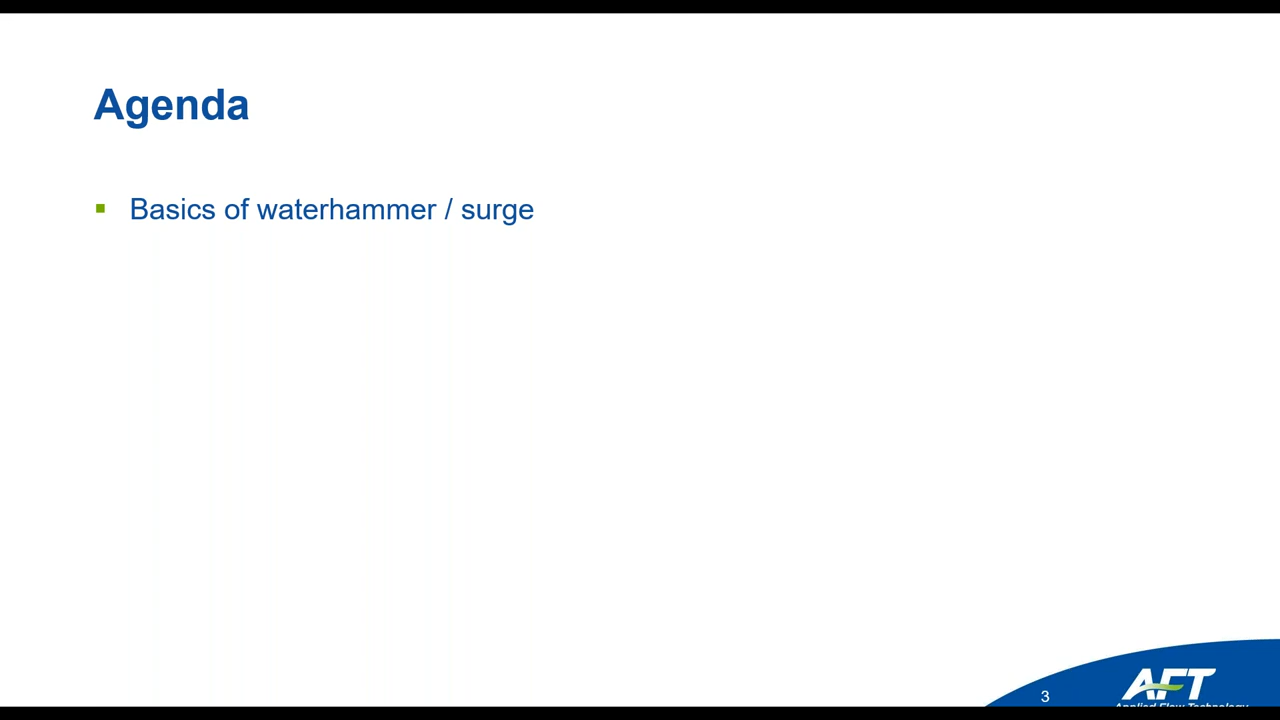 Agenda
Basics of waterhammer / surge
3
AFT
Applied Flow Technology